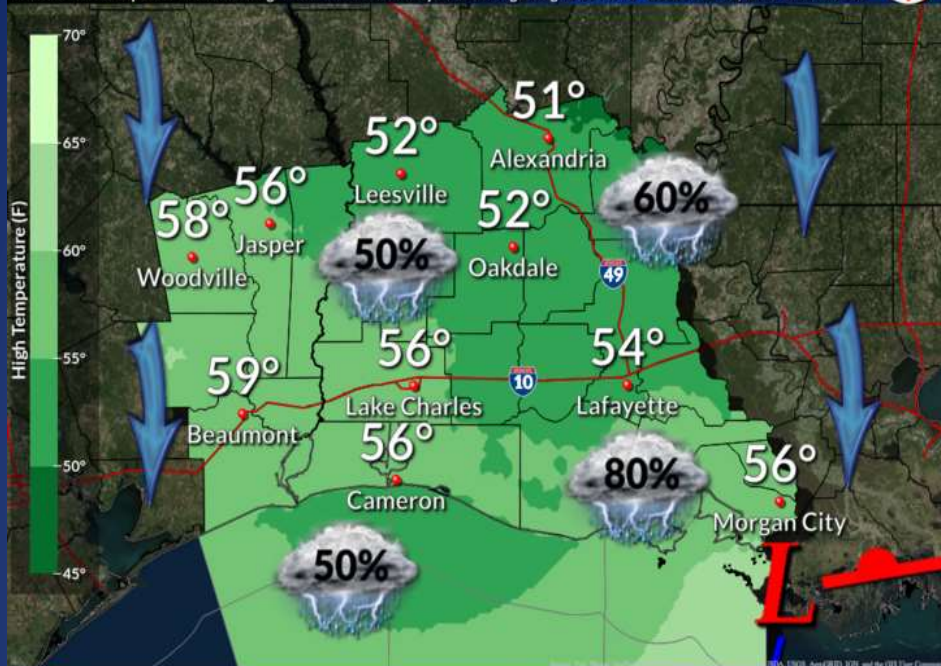 70°
65°
60°
55°
50°
45°
High Temperature (F)
51°
Alexandria
52°
Leesville
56°
Jasper
58°
Woodville
52°
Oakdale
60%
50%
49
59°
Beaumont
56°
Lake Charles
10
54°
Lafayette
56°
Cameron
80%
56°
Morgan City
50%
L